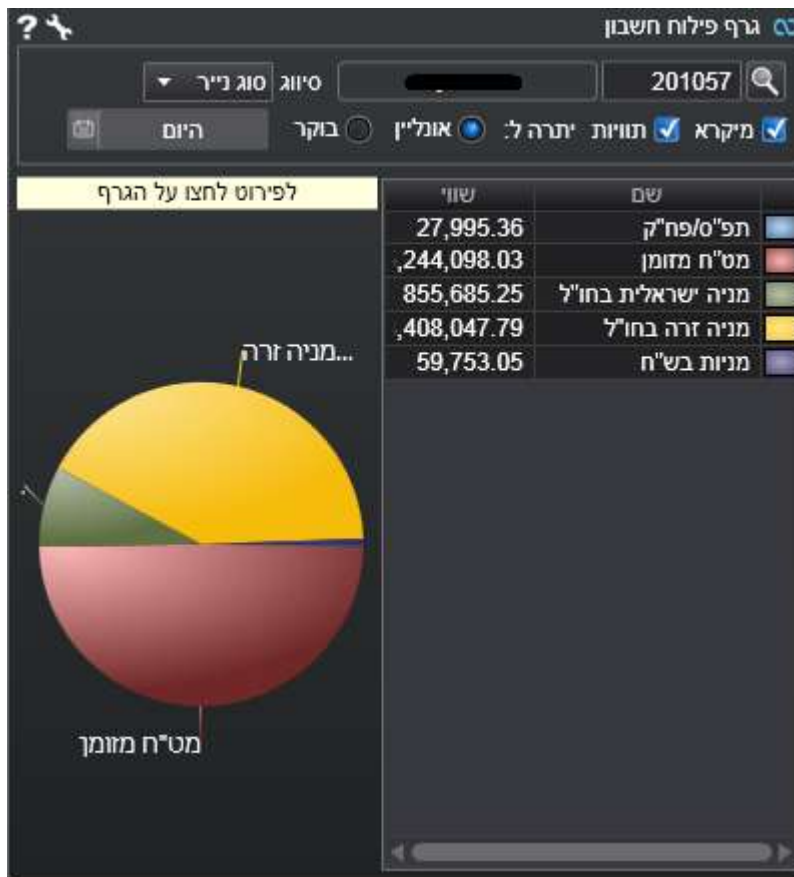 גרף פילוח חשבון
201057 סיווג סוג נייר
מיקרא תוויות יתרה ל: אונליין בוקר היום
לפירוט לחצו על הגרף
שם שווי
תפ"ס/פח"ק 27,995.36
מט"ח מזומן ,244,098.03
מניה ישראלית בחו"ל 855,685.25
מניה זרה בחו"ל ,408,047.79
מניות בש"ח 59,753.05
מניה זרה...
מט"ח מזומן